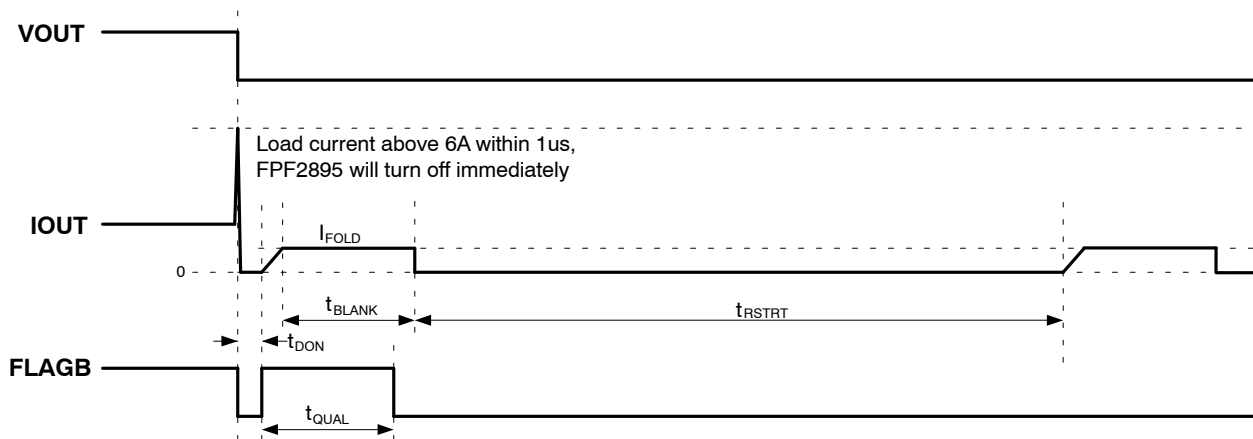 VOUT
Load current above 6A within 1us,
FPF2895 will turn off immediately
IOUT
IFOLD
0
tBLANK
tRSTRT
tDON
FLAGB
tQUAL